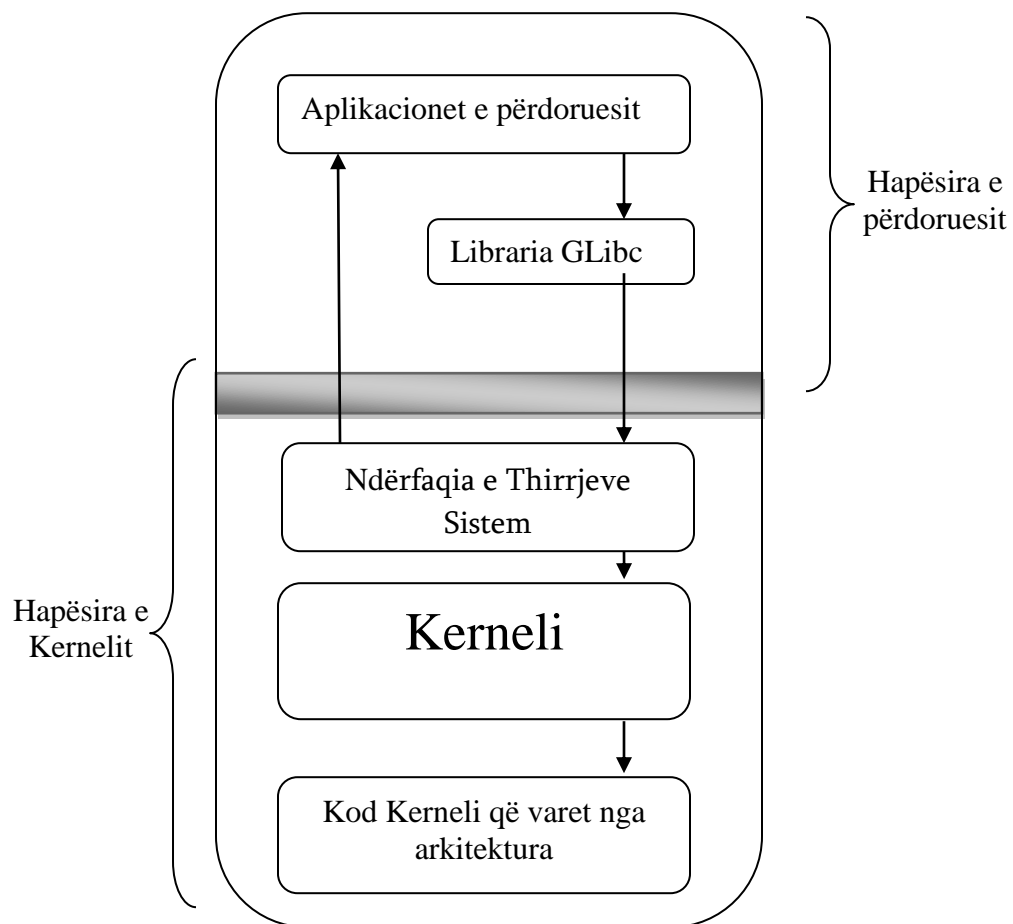 Aplikacionet e përdoruesit
Hapësira e
përdoruesit
Libraria GLibc
Ndërfaqia e Thirrjeve
Sistem
Hapësira e
Kernelit
Kerneli
Kod Kerneli që varet nga
arkitektura